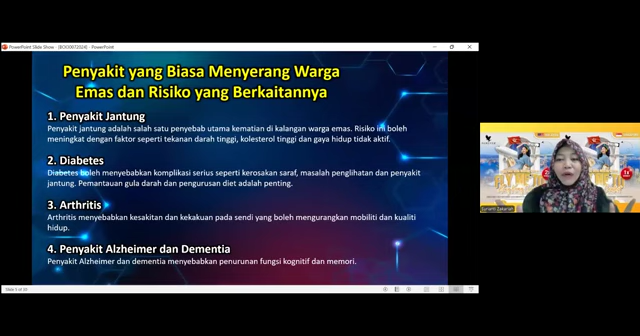 PowerPoint Slide Show - [BOO08072024] - PowerPoint
Penyakit yang Biasa Menyerang Warga
Emas dan Risiko yang Berkaitannya
1. Penyakit Jantung
Penyakit jantung adalah salah satu penyebab utama kematian di kalangan warga emas. Risiko ini boleh
meningkat dengan faktor seperti tekanan darah tinggi, kolesterol tinggi dan gaya hidup tidak aktif.
2. Diabetes
Diabetes boleh menyebabkan komplikasi serius seperti kerosakan saraf, masalah penglihatan dan penyakit
jantung. Pemantauan gula darah dan pengurusan diet adalah penting.
3. Arthritis
Arthritis menyebabkan kesakitan dan kekakuan pada sendi yang boleh mengurangkan mobiliti dan kualiti
hidup.
4. Penyakit Alzheimer dan Dementia
Penyakit Alzheimer dan dementia menyebabkan penurunan fungsi kognitif dan memori.